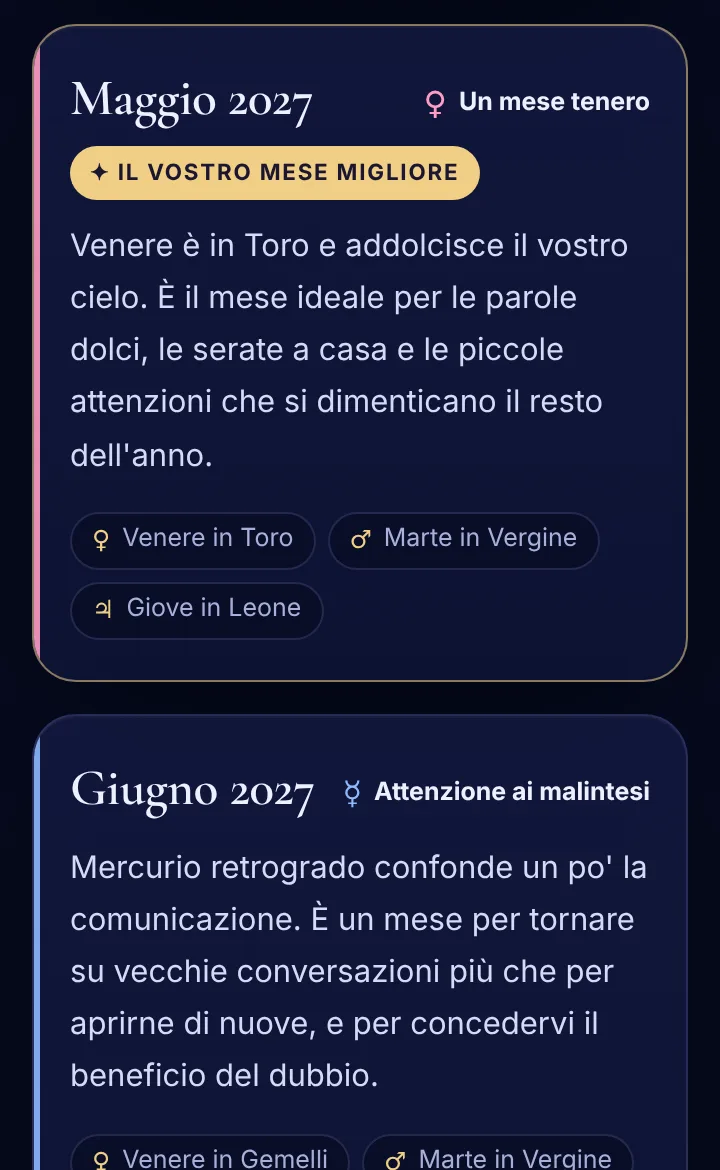 Maggio 2027
♀ Un mese tenero
✦ IL VOSTRO MESE MIGLIORE
Venere è in Toro e addolcisce il vostro
cielo. È il mese ideale per le parole
dolci, le serate a casa e le piccole
attenzioni che si dimenticano il resto
dell'anno.
♀ Venere in Toro
♂ Marte in Vergine
♃ Giove in Leone
Giugno 2027
☿ Attenzione ai malintesi
Mercurio retrogrado confonde un po' la
comunicazione. È un mese per tornare
su vecchie conversazioni più che per
aprirne di nuove, e per concedervi il
beneficio del dubbio.
♀ Venere in Gemelli
♂ Marte in Vergine